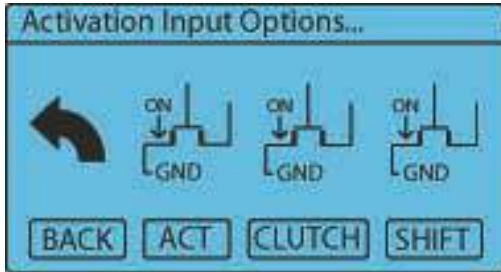 Activation Input Options...
ON ON ON
GND GND GND
BACK ACT CLUTCH SHIFT